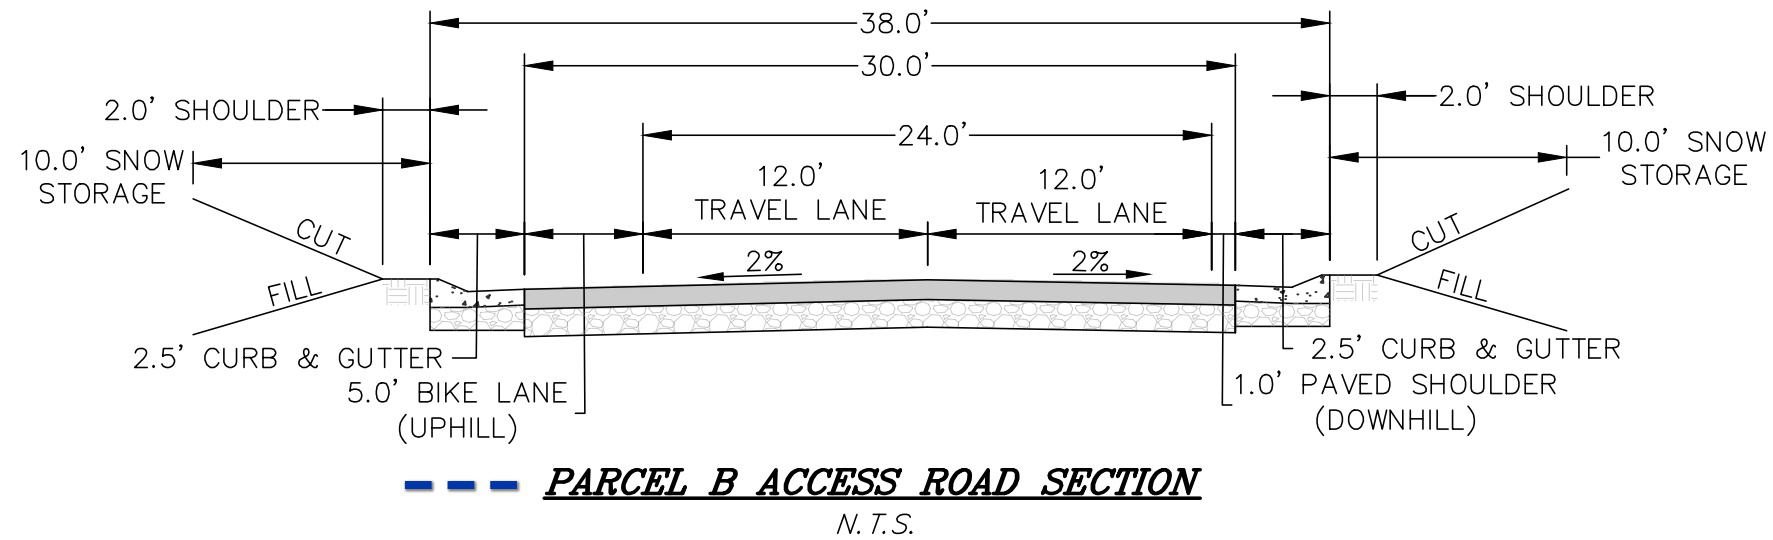 38.0'
30.0'
2.0' SHOULDER
2.0' SHOULDER
24.0'
10.0' SNOW
STORAGE
10.0' SNOW
STORAGE
12.0'
TRAVEL LANE
12.0'
TRAVEL LANE
CUT
CUT
2%
2%
FILL
FILL
2.5' CURB & GUTTER
2.5' CURB & GUTTER
5.0' BIKE LANE
(UPHILL)
1.0' PAVED SHOULDER
(DOWNHILL)
PARCEL B ACCESS ROAD SECTION
N.T.S.